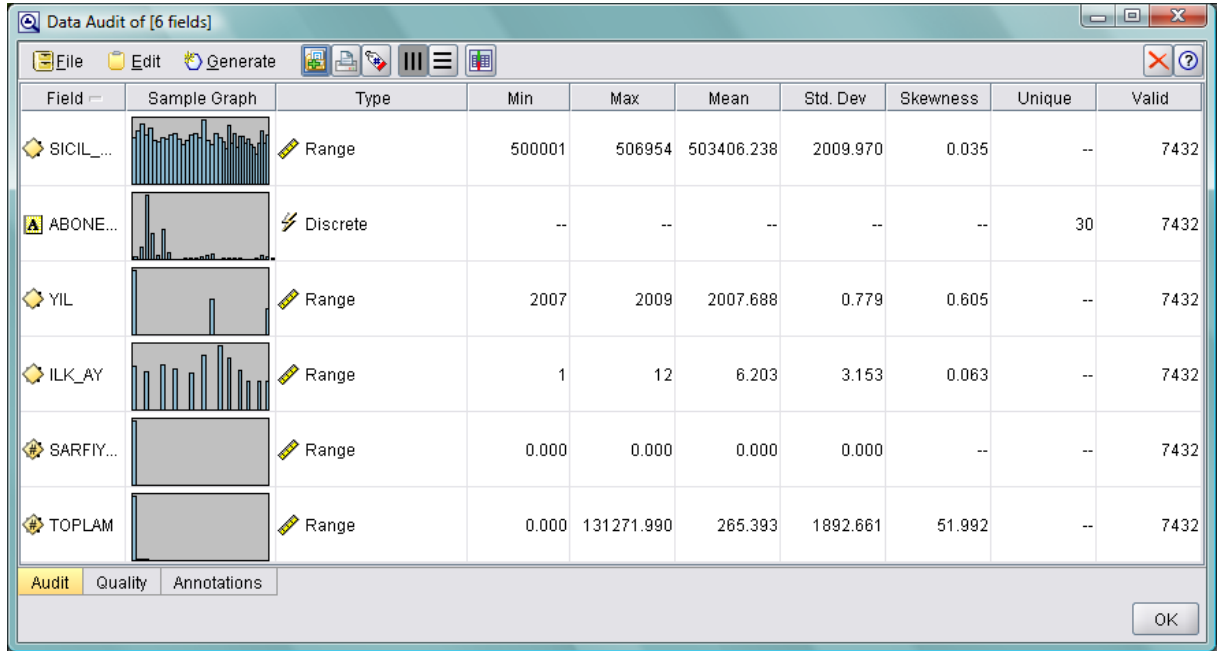 Data Audit of [6 fields]
File Edit Generate
Field Sample Graph Type Min Max Mean Std. Dev Skewness Unique Valid
SICIL_... Range 500001 506954 503406.238 2009.970 0.035 -- 7432
A ABONE... Discrete -- -- -- -- -- 30 7432
YIL Range 2007 2009 2007.688 0.779 0.605 -- 7432
ILK_AY Range 1 12 6.203 3.153 0.063 -- 7432
# SARFIY... Range 0.000 0.000 0.000 0.000 -- -- 7432
# TOPLAM Range 0.000 131271.990 265.393 1892.661 51.992 -- 7432
Audit Quality Annotations
OK